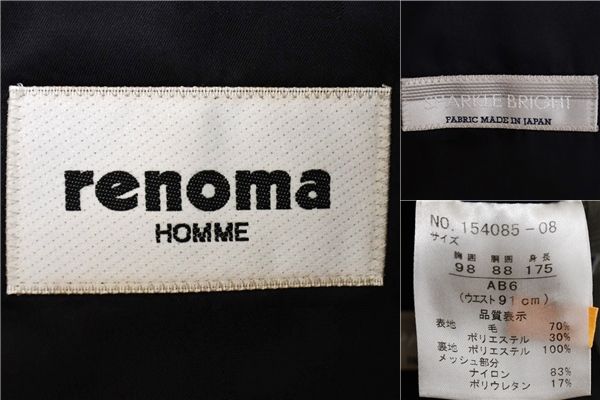 renoma
HOMME
SPARKLE BRIGHT
FABRIC MADE IN JAPAN
NO. 154085-08
サイズ
胸囲 胴囲 身長
98 88 175
AB6
(ウエスト91cm)
品質表示
表地 毛 70%
ポリエステル 30%
裏地 ポリエステル 100%
メッシュ部分
ナイロン 83%
ポリウレタン 17%